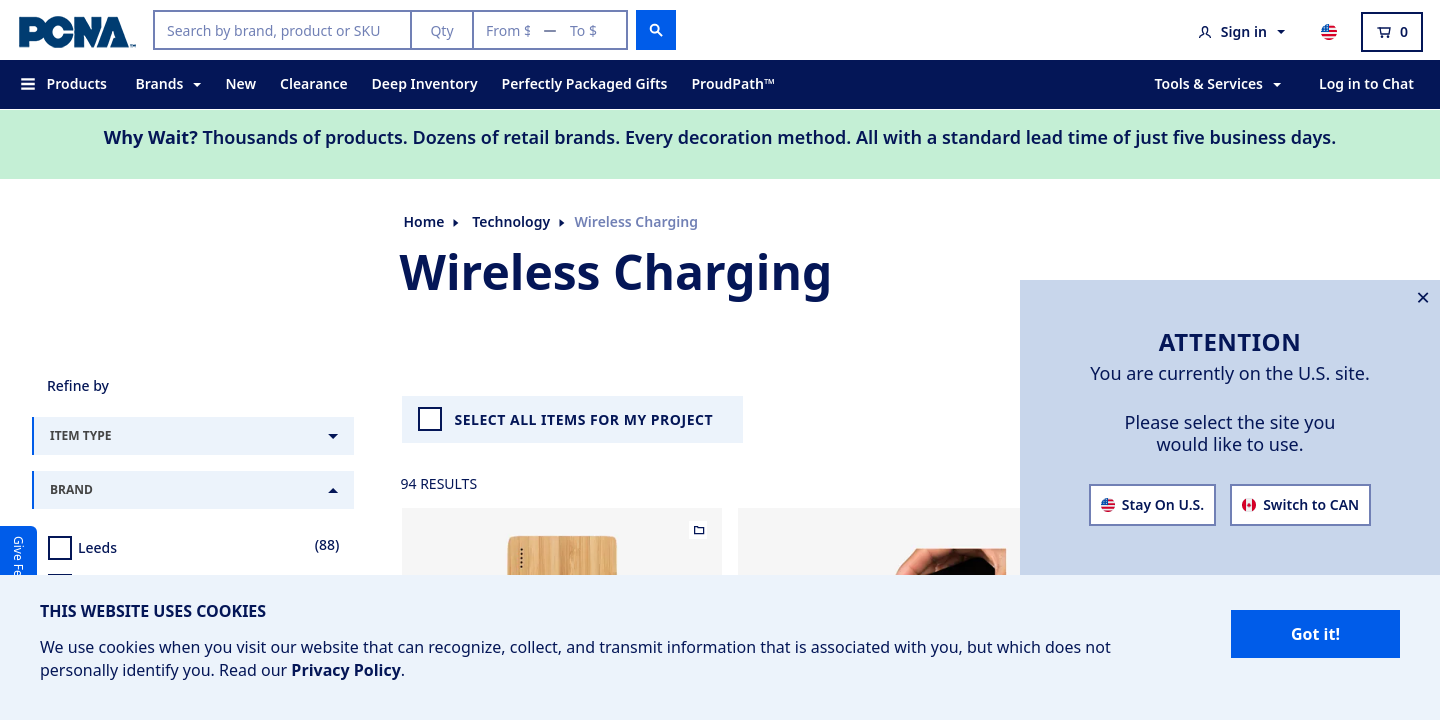 PCNA™
Search by brand, product or SKU
Qty
From $ — To $
Sign in
0
Products
Brands
New
Clearance
Deep Inventory
Perfectly Packaged Gifts
ProudPath™
Tools & Services
Log in to Chat
Why Wait? Thousands of products. Dozens of retail brands. Every decoration method. All with a standard lead time of just five business days.
Home
Technology
Wireless Charging
Wireless Charging
ATTENTION
You are currently on the U.S. site.
Please select the site you
would like to use.
Stay On U.S.
Switch to CAN
Refine by
ITEM TYPE
BRAND
Leeds (88)
SELECT ALL ITEMS FOR MY PROJECT
94 RESULTS
Give Fe
THIS WEBSITE USES COOKIES
We use cookies when you visit our website that can recognize, collect, and transmit information that is associated with you, but which does not
personally identify you. Read our Privacy Policy.
Got it!